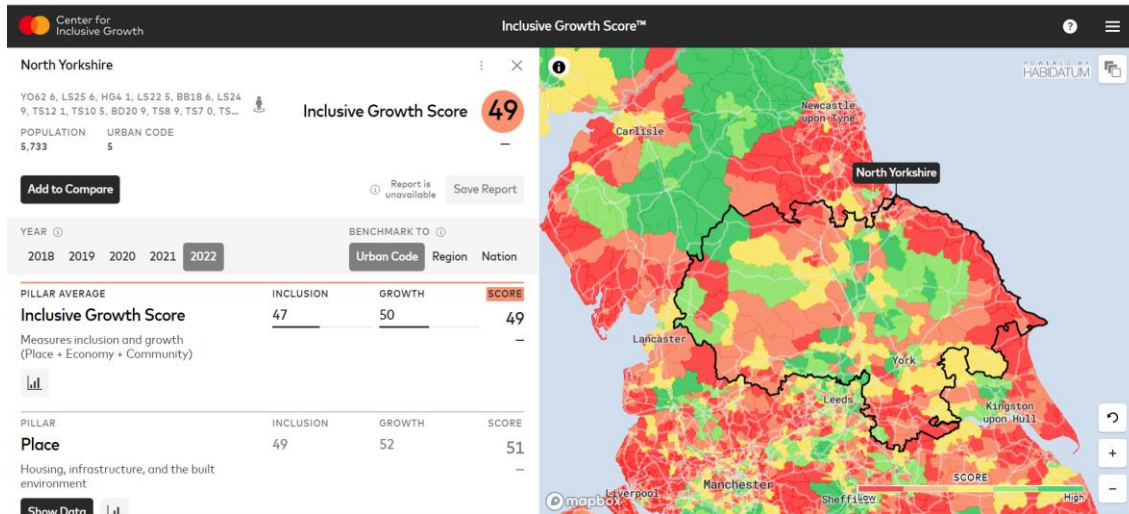 Center for
Inclusive Growth
Inclusive Growth Score™
?
North Yorkshire
YO62 6, LS25 6, HG4 1, LS22 5, BB18 6, LS24
9, TS12 1, TS10 5, BD20 9, TS8 9, TS7 0, TS...
Inclusive Growth Score
49
–
POPULATION
URBAN CODE
5,733
5
Add to Compare
Report is
unavailable
Save Report
YEAR
BENCHMARK TO
2018 2019 2020 2021 2022
Urban Code Region Nation
PILLAR AVERAGE
INCLUSION
GROWTH
SCORE
Inclusive Growth Score
47
50
49
–
Measures inclusion and growth
(Place + Economy + Community)
PILLAR
INCLUSION
GROWTH
SCORE
Place
49
52
51
–
Housing, infrastructure, and the built
environment
Show Data
POWERED BY
HABIDATUM
Newcastle
upon Tyne
Carlisle
North Yorkshire
Lancaster
York
Leeds
Kingston
upon Hull
Manchester
Liverpool
Sheffield
SCORE
Low
High
mapbox
+
−